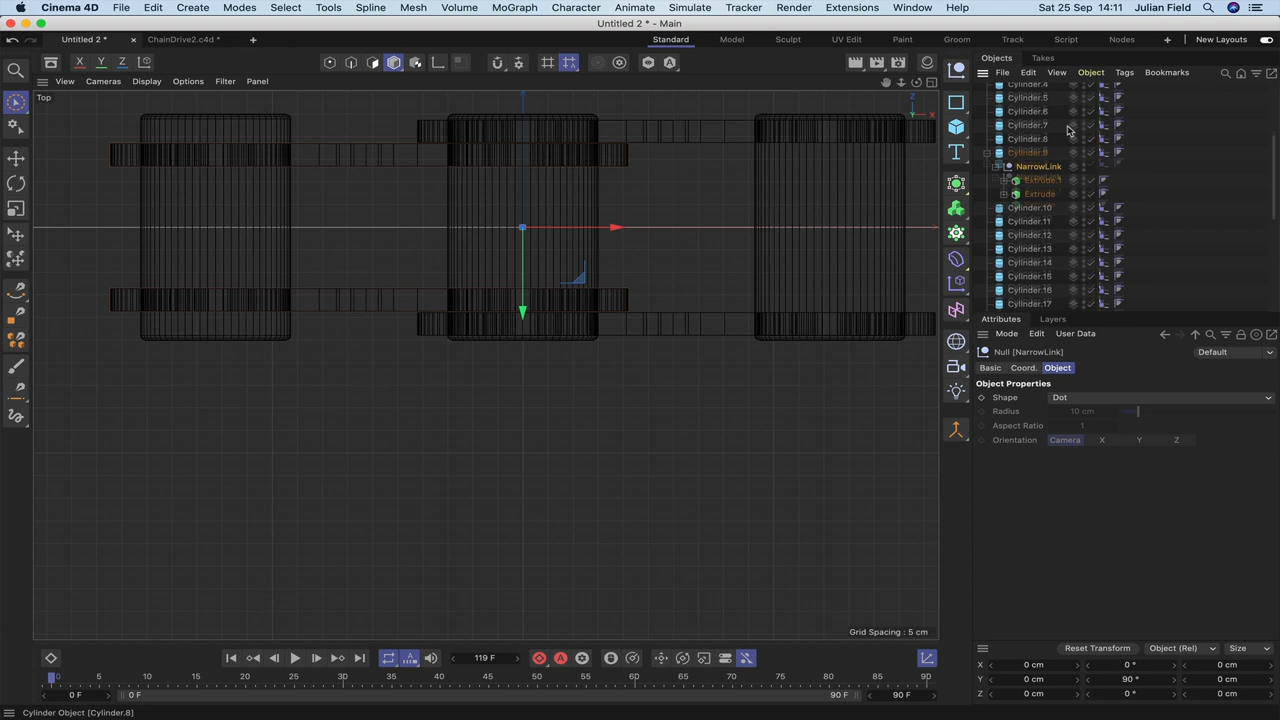 Cinema 4D File Edit Create Modes Select Tools Spline Mesh Volume MoGraph Character Animate Simulate Tracker Render Extensions Window Help Sat 25 Sep 14:11 Julian Field
Untitled 2 * - Main
Untitled 2 * ChainDrive2.c4d * Standard Model Sculpt UV Edit Paint Groom Track Script Nodes New Layouts
X Y Z Objects Takes
View Cameras Display Options Filter Panel File Edit View Object Tags Bookmarks
Top
Z
X
Y
Cylinder.4
Cylinder.5
Cylinder.6
Cylinder.7
Cylinder.8
Cylinder.9
NarrowLink
Extrude.1
Extrude
Cylinder.10
Cylinder.11
Cylinder.12
Cylinder.13
Cylinder.14
Cylinder.15
Cylinder.16
Cylinder.17
Attributes Layers
Mode Edit User Data
Null [NarrowLink] Default
Basic Coord. Object
Object Properties
Shape Dot
Radius 10 cm
Aspect Ratio 1
Orientation Camera X Y Z
Grid Spacing : 5 cm
119 F
Reset Transform Object (Rel) Size
X 0 cm 0 ° 0 cm
Y 0 cm 90 ° 0 cm
Z 0 cm 0 ° 0 cm
0 5 10 15 20 25 30 35 40 45 50 55 60 65 70 75 80 85 90
0 F 0 F 90 F 90 F
Cylinder Object [Cylinder.8]